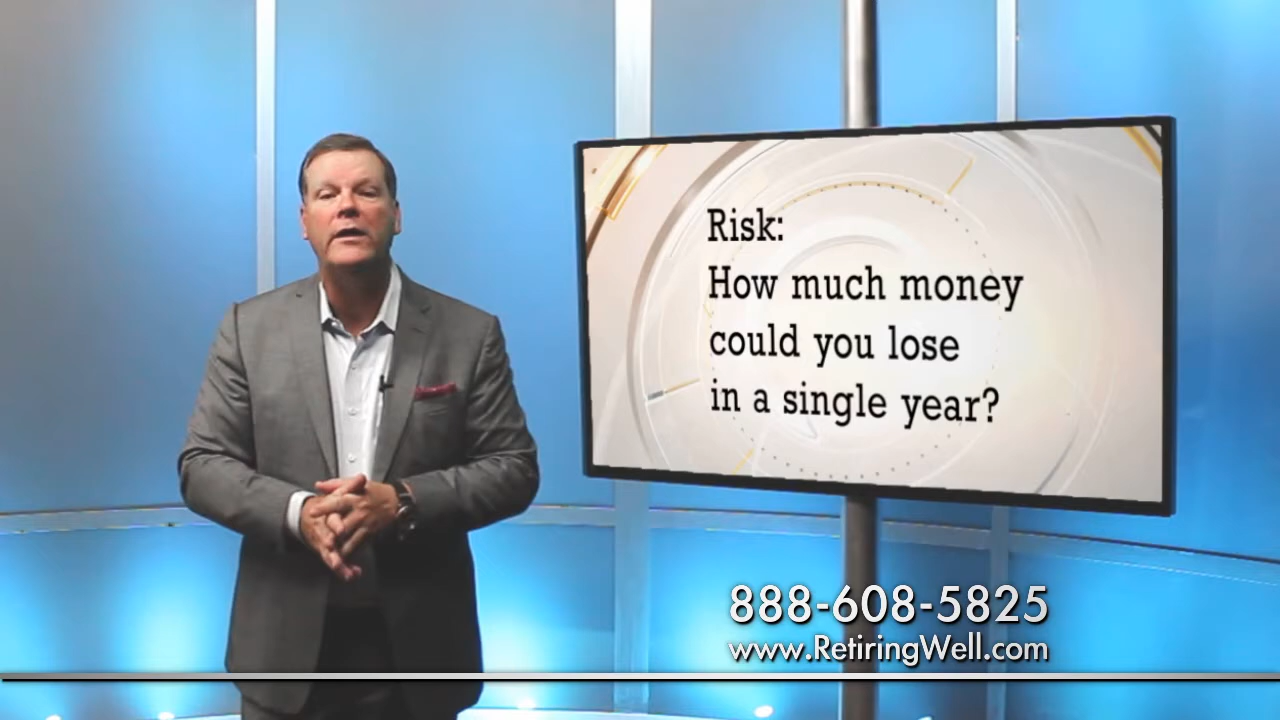 Risk:
How much money
could you lose
in a single year?
888-608-5825
www.RetiringWell.com